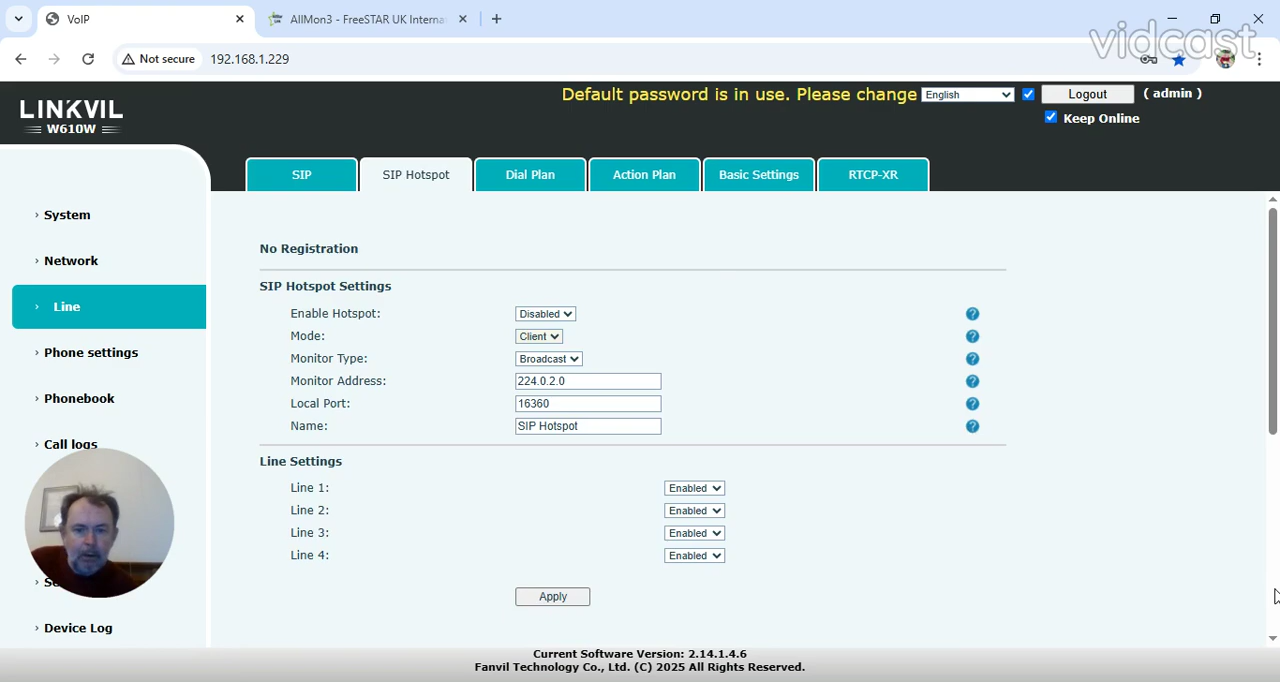 VoIP
AllMon3 - FreeSTAR UK Interna
Not secure
192.168.1.229
vidcast
LINKVIL
W610W
Default password is in use. Please change
English
Logout
( admin )
Keep Online
SIP
SIP Hotspot
Dial Plan
Action Plan
Basic Settings
RTCP-XR
System
Network
Line
Phone settings
Phonebook
Call logs
Device Log
No Registration
SIP Hotspot Settings
Enable Hotspot: Disabled
Mode: Client
Monitor Type: Broadcast
Monitor Address: 224.0.2.0
Local Port: 16360
Name: SIP Hotspot
Line Settings
Line 1: Enabled
Line 2: Enabled
Line 3: Enabled
Line 4: Enabled
Apply
Current Software Version: 2.14.1.4.6
Fanvil Technology Co., Ltd. (C) 2025 All Rights Reserved.